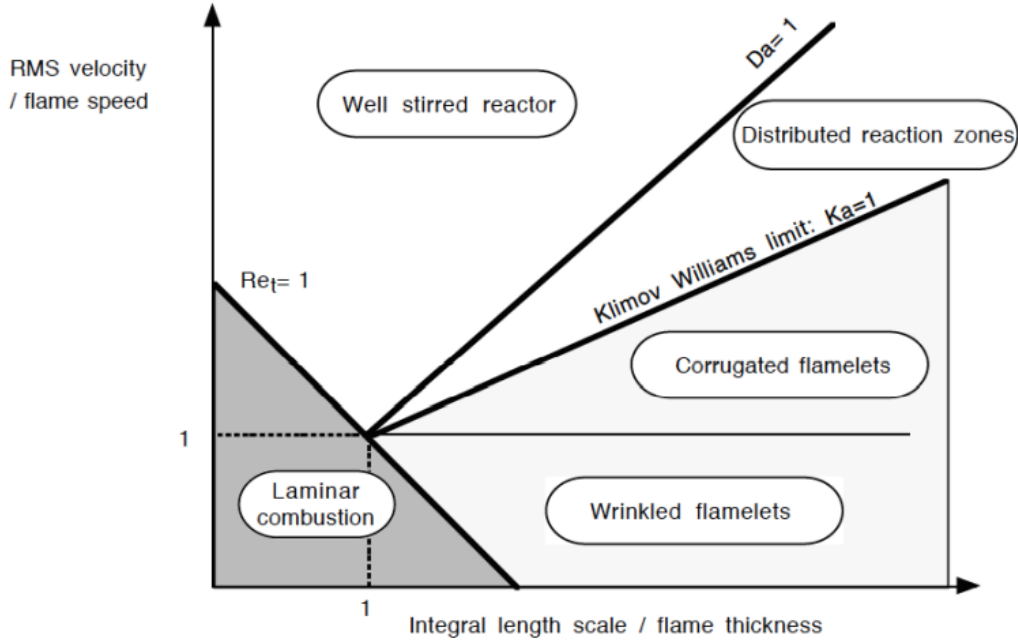 RMS velocity
/ flame speed
Well stirred reactor
Da= 1
Distributed reaction zones
Klimov Williams limit: Ka=1
Ret= 1
Corrugated flamelets
1
Laminar
combustion
Wrinkled flamelets
1
Integral length scale / flame thickness